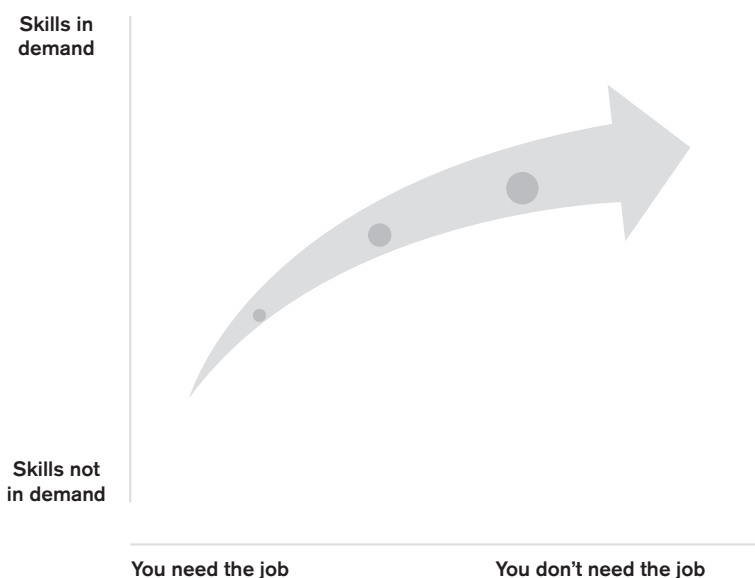 Skills in
demand
Skills not
in demand
You need the job
You don’t need the job